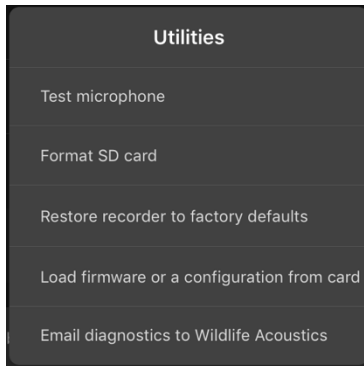 Utilities
Test microphone
Format SD card
Restore recorder to factory defaults
Load firmware or a configuration from card
Email diagnostics to Wildlife Acoustics